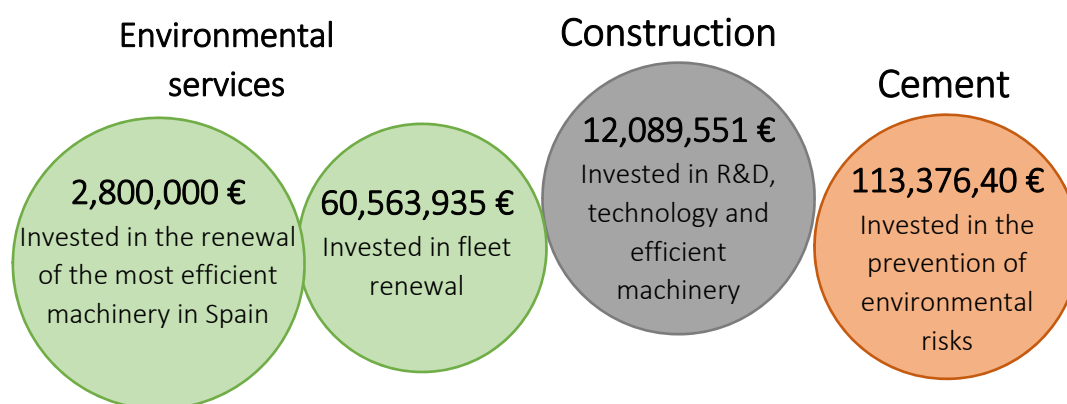 Environmental
services
2,800,000 €
Invested in the renewal
of the most efficient
machinery in Spain
60,563,935 €
Invested in fleet
renewal
Construction
12,089,551 €
Invested in R&D,
technology and
efficient
machinery
Cement
113,376,40 €
Invested in the
prevention of
environmental
risks